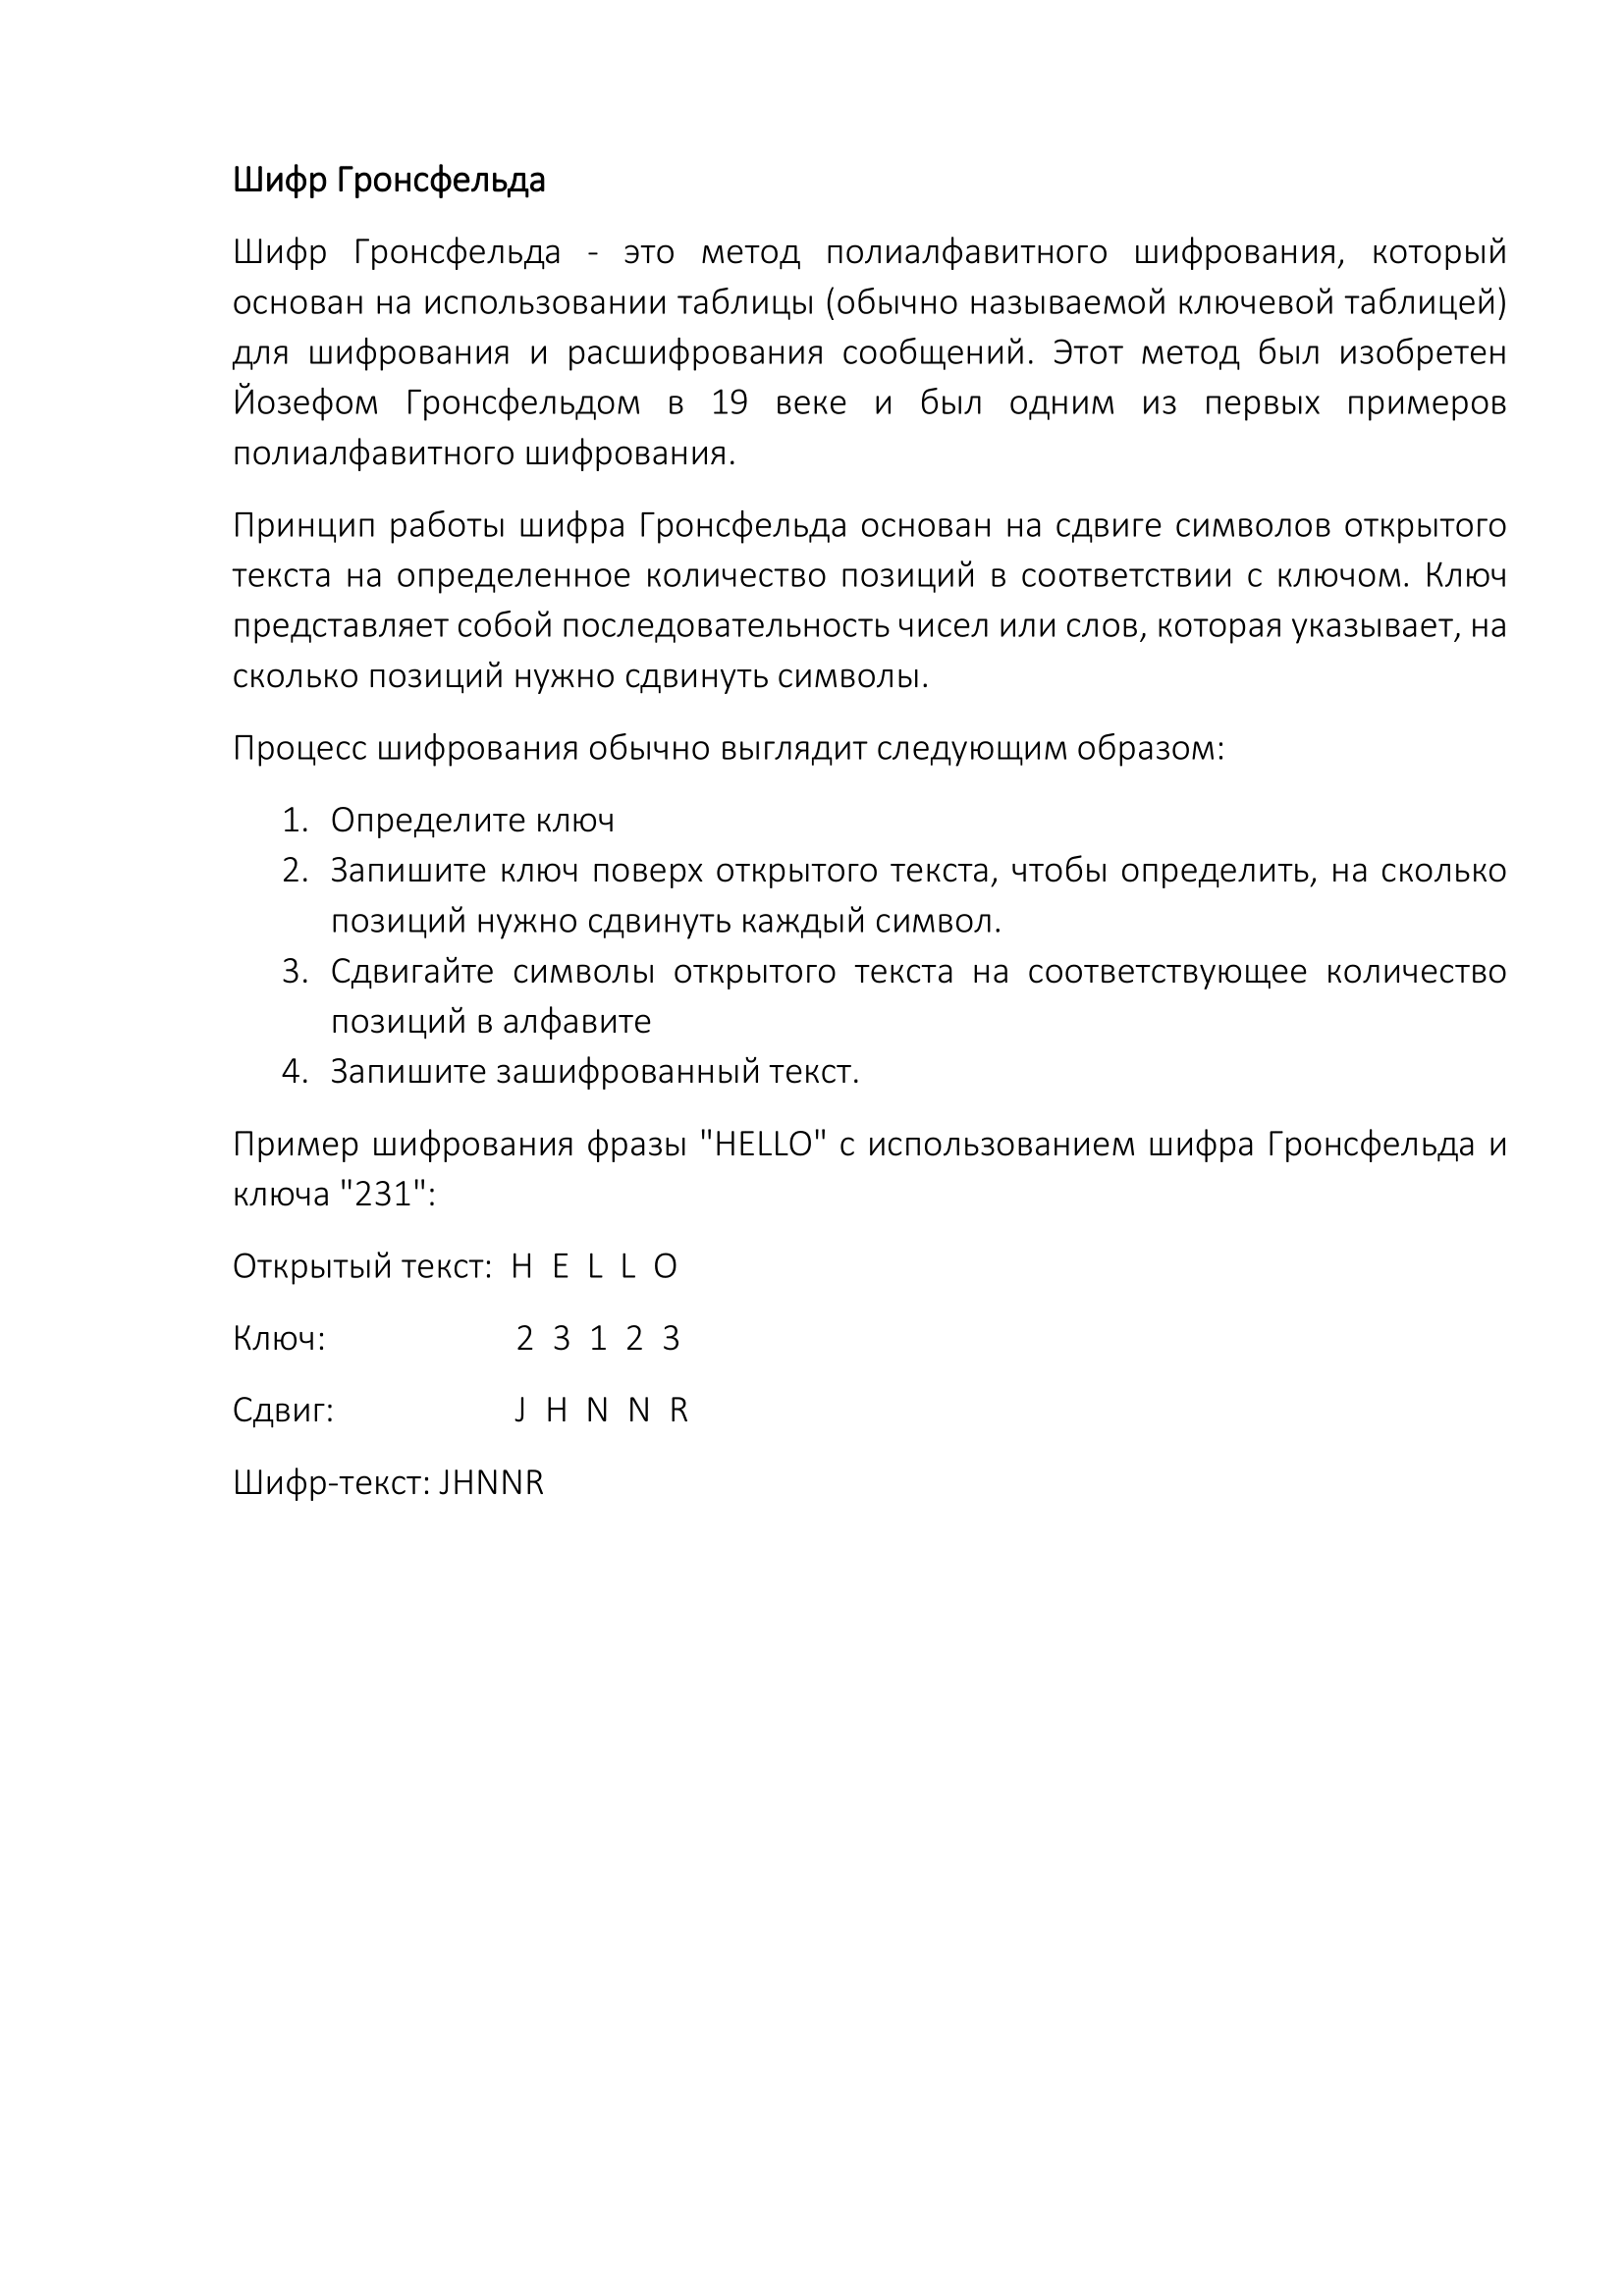 Шифр Гронсфельда
Шифр Гронсфельда - это метод полиалфавитного шифрования, который
основан на использовании таблицы (обычно называемой ключевой таблицей)
для шифрования и расшифрования сообщений. Этот метод был изобретен
Йозефом Гронсфельдом в 19 веке и был одним из первых примеров
полиалфавитного шифрования.
Принцип работы шифра Гронсфельда основан на сдвиге символов открытого
текста на определенное количество позиций в соответствии с ключом. Ключ
представляет собой последовательность чисел или слов, которая указывает, на
сколько позиций нужно сдвинуть символы.
Процесс шифрования обычно выглядит следующим образом:
1. Определите ключ
2. Запишите ключ поверх открытого текста, чтобы определить, на сколько
позиций нужно сдвинуть каждый символ.
3. Сдвигайте символы открытого текста на соответствующее количество
позиций в алфавите
4. Запишите зашифрованный текст.
Пример шифрования фразы "HELLO" с использованием шифра Гронсфельда и
ключа "231":
Открытый текст: H E L L O
Ключ: 2 3 1 2 3
Сдвиг: J H N N R
Шифр-текст: JHNNR